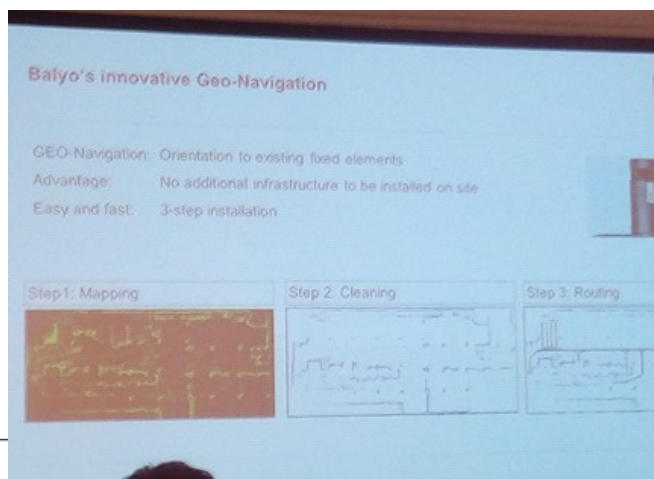 Balyo's innovative Geo-Navigation
GEO-Navigation: Orientation to existing fixed elements
Advantage: No additional infrastructure to be installed on site
Easy and fast: 3-step installation
Step1: Mapping
Step 2: Cleaning
Step 3: Routing